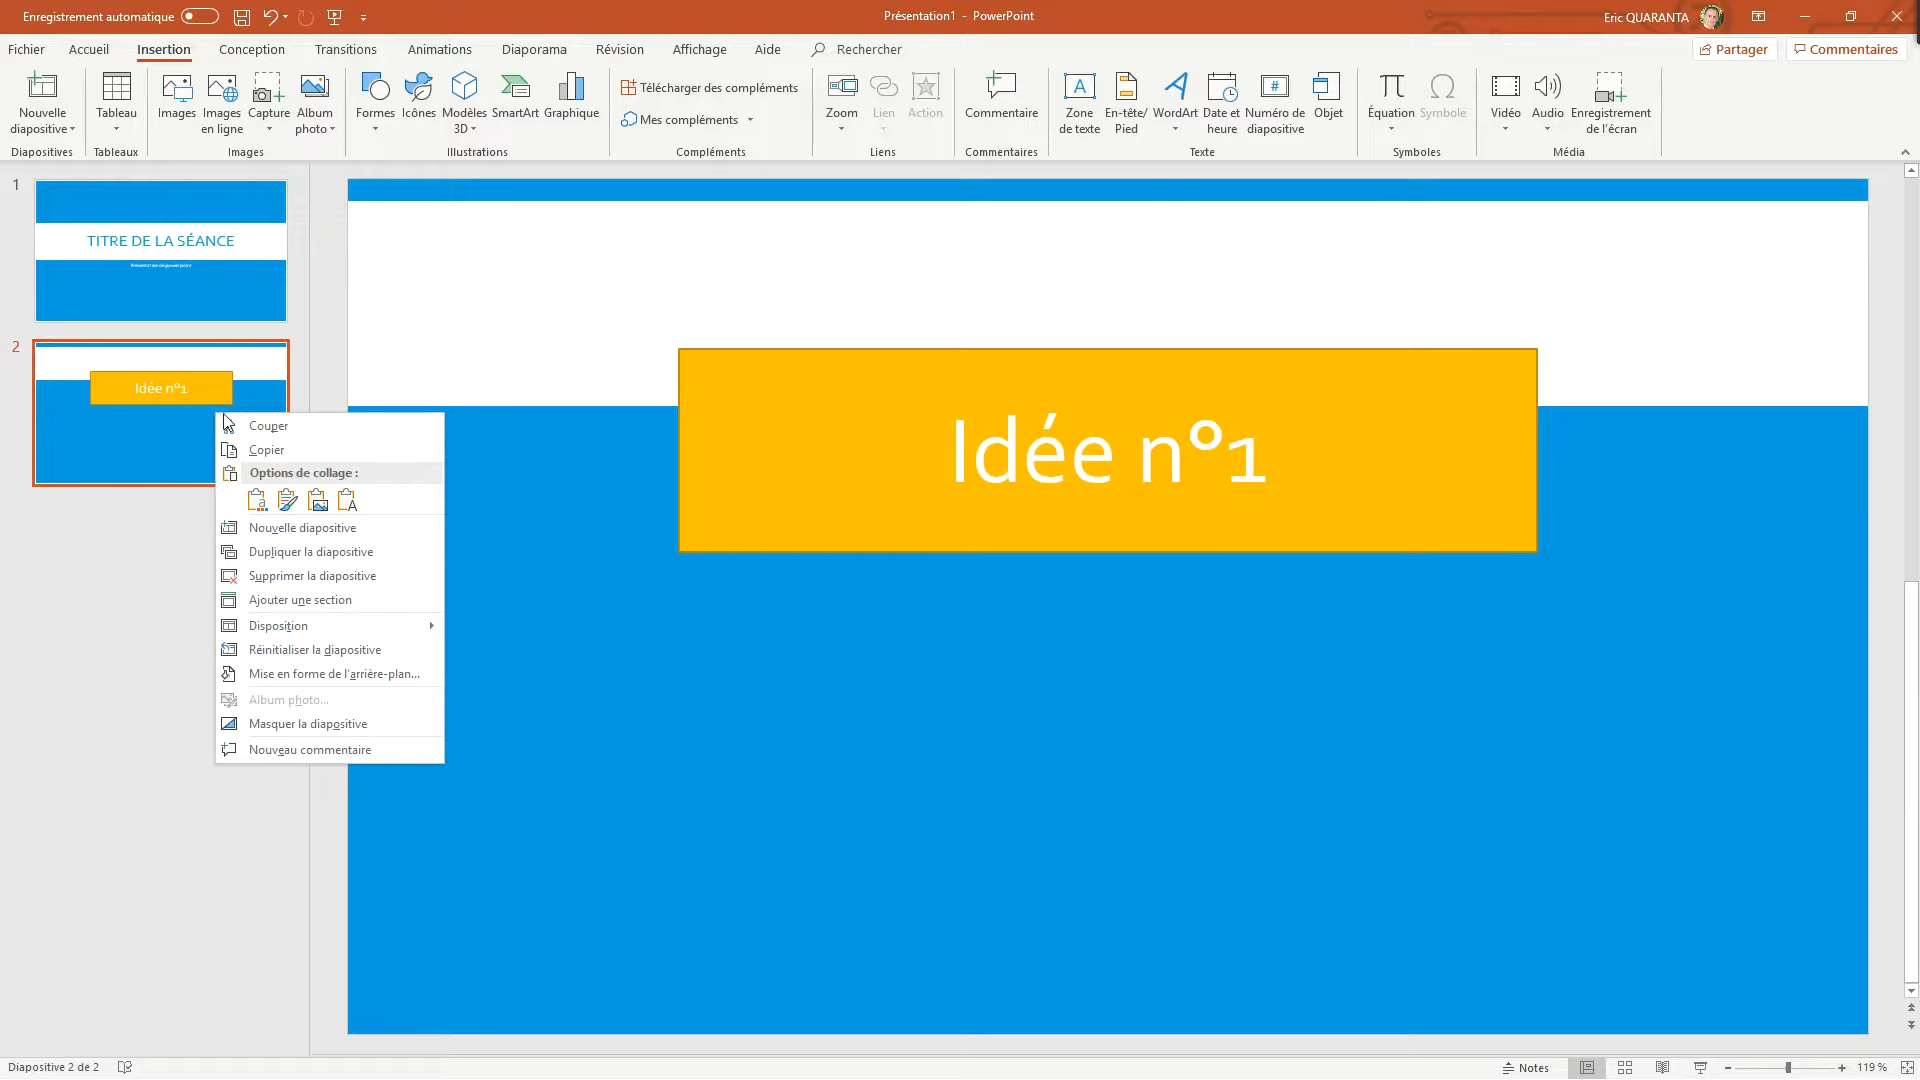 Enregistrement automatique
Présentation1 - PowerPoint
Eric QUARANTA
Fichier Accueil Insertion Conception Transitions Animations Diaporama Révision Affichage Aide Rechercher
Partager Commentaires
Nouvelle diapositive
Tableau
Images
Images en ligne
Capture
Album photo
Formes
Icônes
Modèles 3D
SmartArt
Graphique
Télécharger des compléments
Mes compléments
Zoom
Lien
Action
Commentaire
Zone de texte
En-tête/ Pied
WordArt
Date et heure
Numéro de diapositive
Objet
Équation
Symbole
Vidéo
Audio
Enregistrement de l'écran
Diapositives Tableaux Images Illustrations Compléments Liens Commentaires Texte Symboles Média
1
TITRE DE LA SÉANCE
2
Idée n°1
Couper
Copier
Options de collage :
Nouvelle diapositive
Dupliquer la diapositive
Supprimer la diapositive
Ajouter une section
Disposition
Réinitialiser la diapositive
Mise en forme de l'arrière-plan...
Album photo...
Masquer la diapositive
Nouveau commentaire
Idée n°1
Diapositive 2 de 2
Notes
119 %